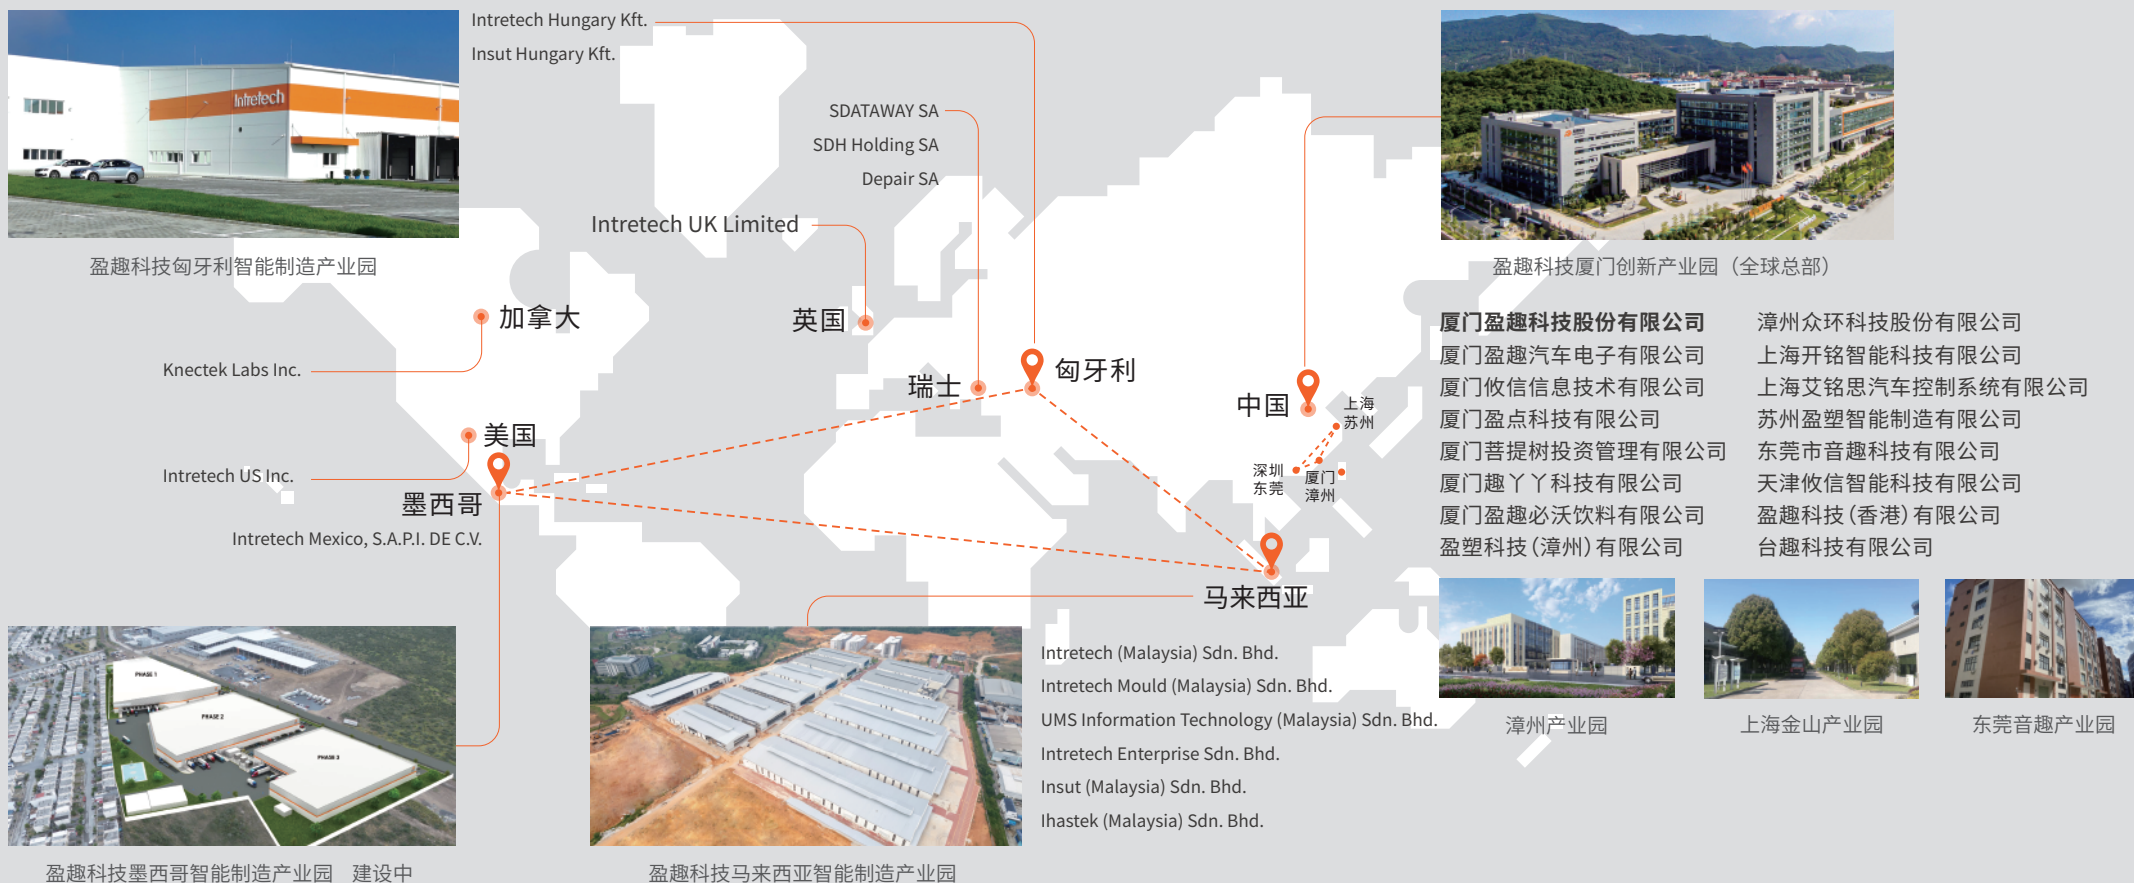 Intretech
盈趣科技匈牙利智能制造产业园
Intretech Hungary Kft.
Insut Hungary Kft.
SDATAWAY SA
SDH Holding SA
Depair SA
Intretech UK Limited
盈趣科技厦门创新产业园（全球总部）
加拿大
英国
Knectek Labs Inc.
瑞士
匈牙利
中国
上海
苏州
深圳
东莞
厦门
漳州
美国
Intretech US Inc.
墨西哥
Intretech Mexico, S.A.P.I. DE C.V.
马来西亚
厦门盈趣科技股份有限公司
厦门盈趣汽车电子有限公司
厦门攸信信息技术有限公司
厦门盈点科技有限公司
厦门菩提树投资管理有限公司
厦门趣丫丫科技有限公司
厦门盈趣必沃饮料有限公司
盈塑科技（漳州）有限公司
漳州众环科技股份有限公司
上海开铭智能科技有限公司
上海艾铭思汽车控制系统有限公司
苏州盈塑智能制造有限公司
东莞市音趣科技有限公司
天津攸信智能科技有限公司
盈趣科技（香港）有限公司
台趣科技有限公司
PHASE 1
PHASE 2
PHASE 3
盈趣科技墨西哥智能制造产业园 建设中
盈趣科技马来西亚智能制造产业园
Intretech (Malaysia) Sdn. Bhd.
Intretech Mould (Malaysia) Sdn. Bhd.
UMS Information Technology (Malaysia) Sdn. Bhd.
Intretech Enterprise Sdn. Bhd.
Insut (Malaysia) Sdn. Bhd.
Ihastek (Malaysia) Sdn. Bhd.
漳州产业园
上海金山产业园
东莞音趣产业园